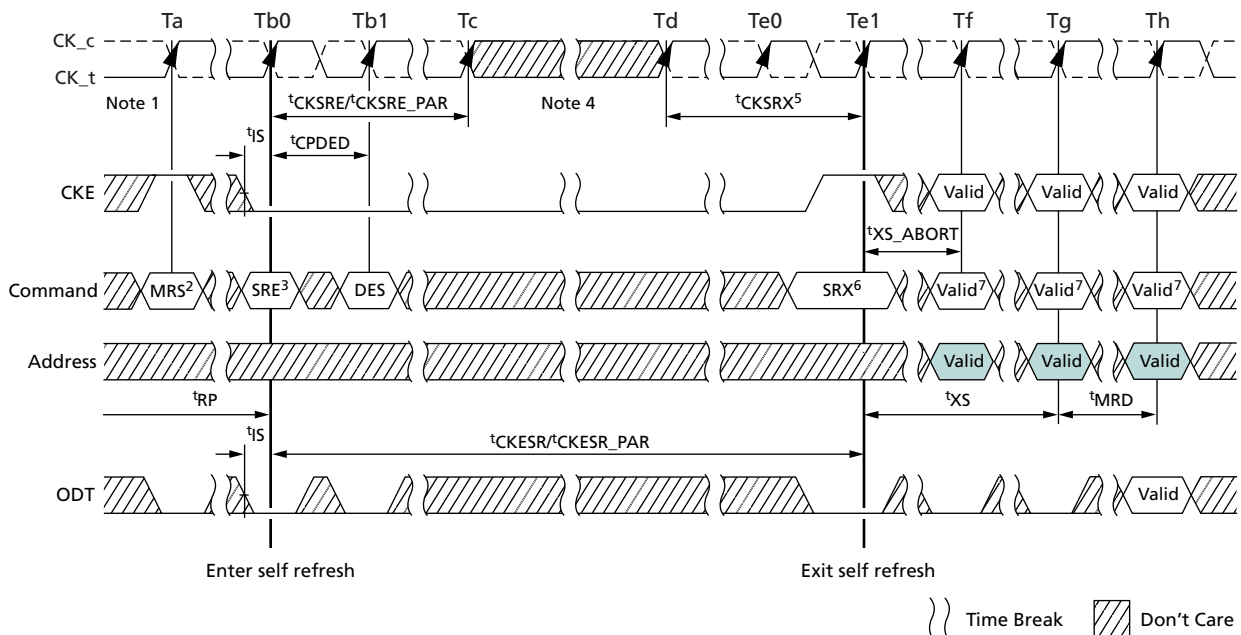 Ta Tb0 Tb1 Tc Td Te0 Te1 Tf Tg Th
CK_c
CK_t
Note 1 tCKSRE/tCKSRE_PAR Note 4 tCKSRX5
tIS tCPDED
CKE Valid Valid Valid
tXS_ABORT
Command MRS2 SRE3 DES SRX6 Valid7 Valid7 Valid7
Address Valid Valid Valid
tRP tXS tMRD
tIS tCKESR/tCKESR_PAR
ODT Valid
Enter self refresh Exit self refresh
Time Break Don't Care